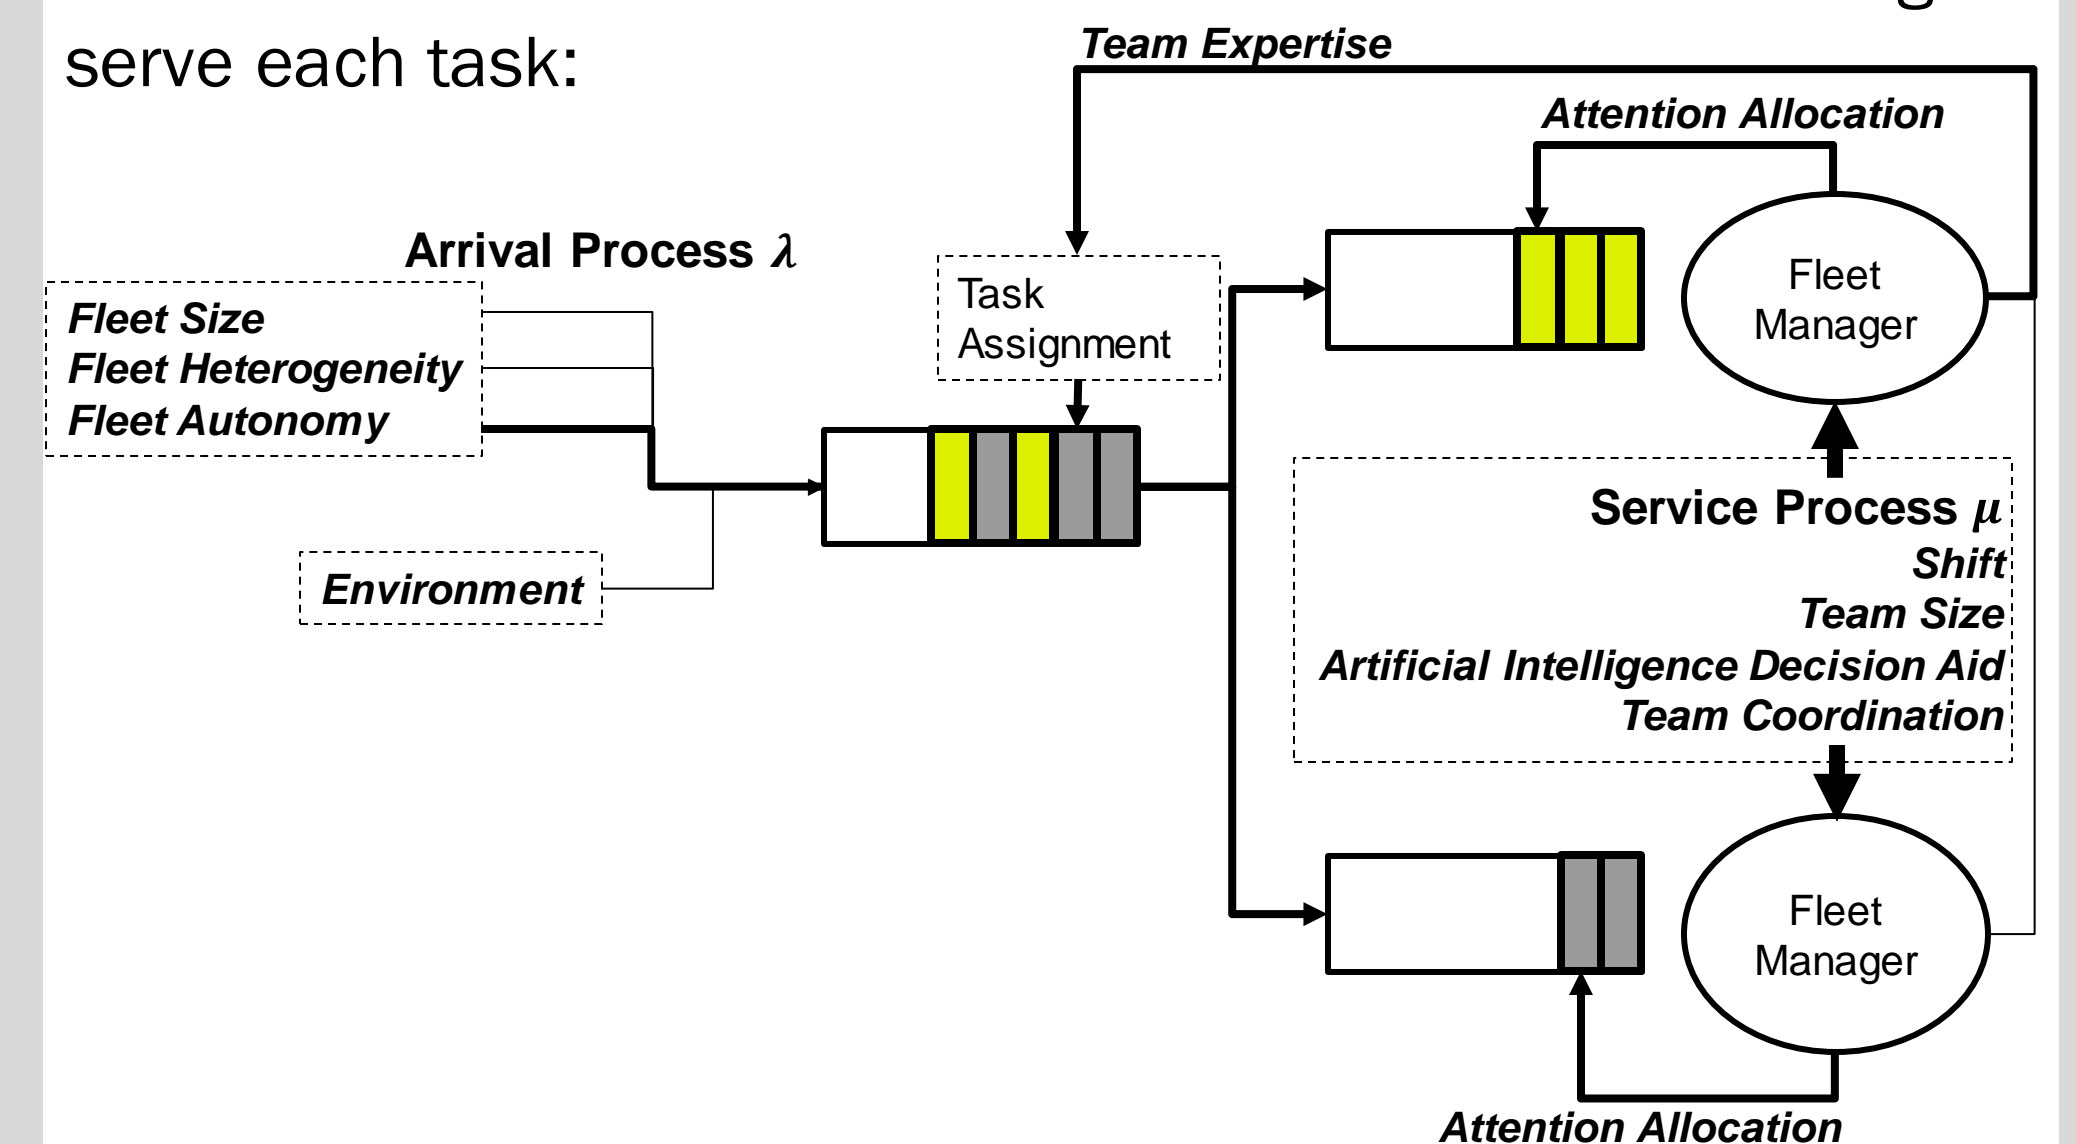 serve each task:
Team Expertise
Attention Allocation
Arrival Process λ
Fleet Size
Fleet Heterogeneity
Fleet Autonomy
Task
Assignment
Fleet
Manager
Environment
Service Process μ
Shift
Team Size
Artificial Intelligence Decision Aid
Team Coordination
Fleet
Manager
Attention Allocation